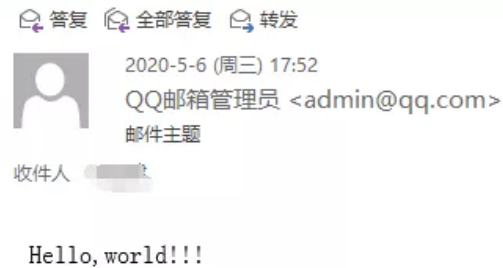 答复 全部答复 转发
2020-5-6 (周三) 17:52
QQ邮箱管理员 <admin@qq.com>
邮件主题
收件人
Hello,world!!!